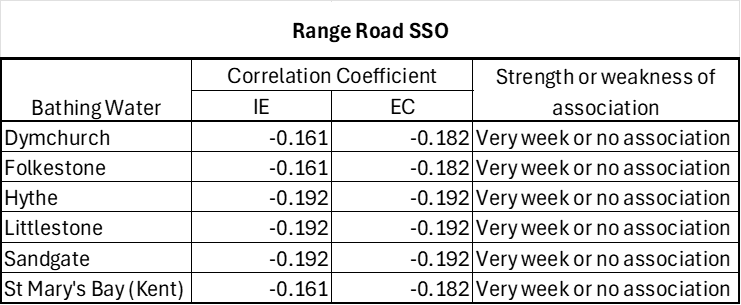 Range Road SSO
Correlation Coefficient Strength or weakness of
Bathing Water IE EC association
Dymchurch -0.161 -0.182 Very week or no association
Folkestone -0.161 -0.182 Very week or no association
Hythe -0.192 -0.192 Very week or no association
Littlestone -0.192 -0.192 Very week or no association
Sandgate -0.192 -0.192 Very week or no association
St Mary's Bay (Kent) -0.161 -0.182 Very week or no association